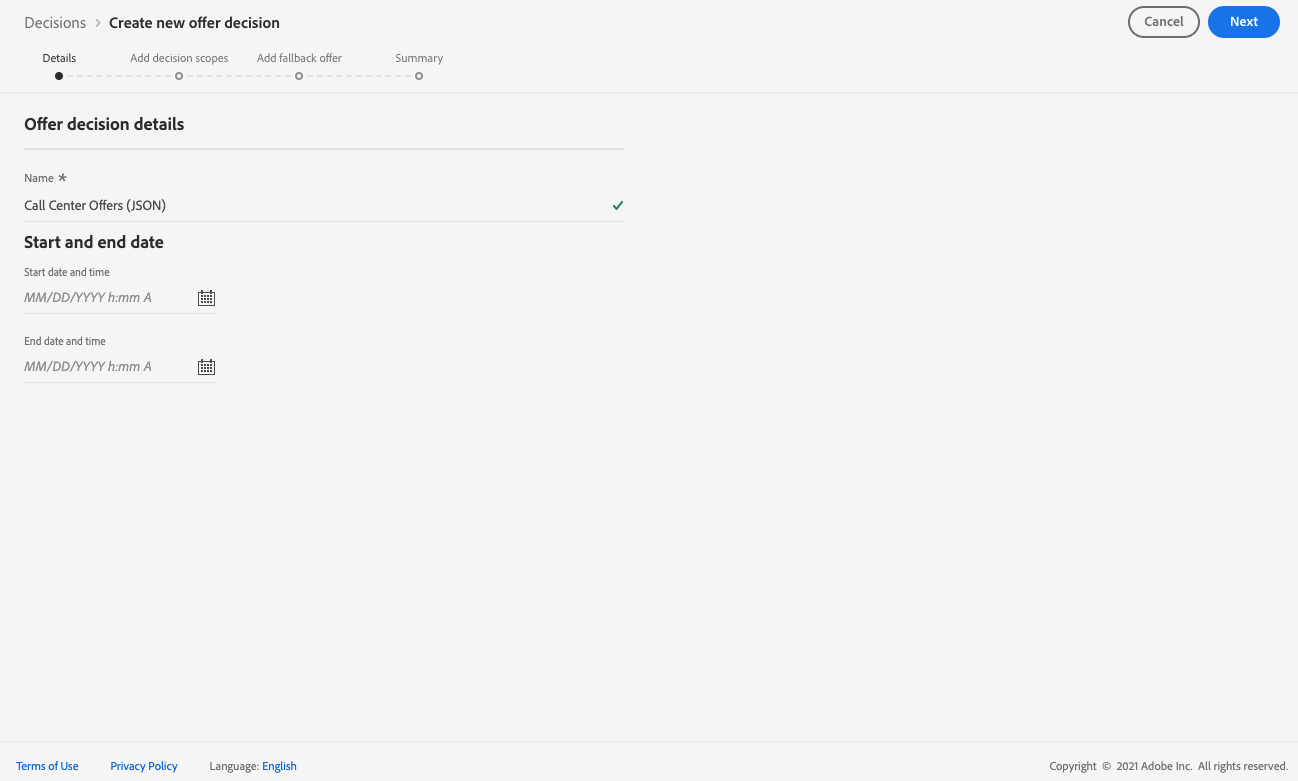 Decisions > Create new offer decision
Cancel
Next
Details
Add decision scopes
Add fallback offer
Summary
Offer decision details
Name *
Call Center Offers (JSON)
Start and end date
Start date and time
MM/DD/YYYY h:mm A
End date and time
MM/DD/YYYY h:mm A
Terms of Use
Privacy Policy
Language: English
Copyright © 2021 Adobe Inc. All rights reserved.